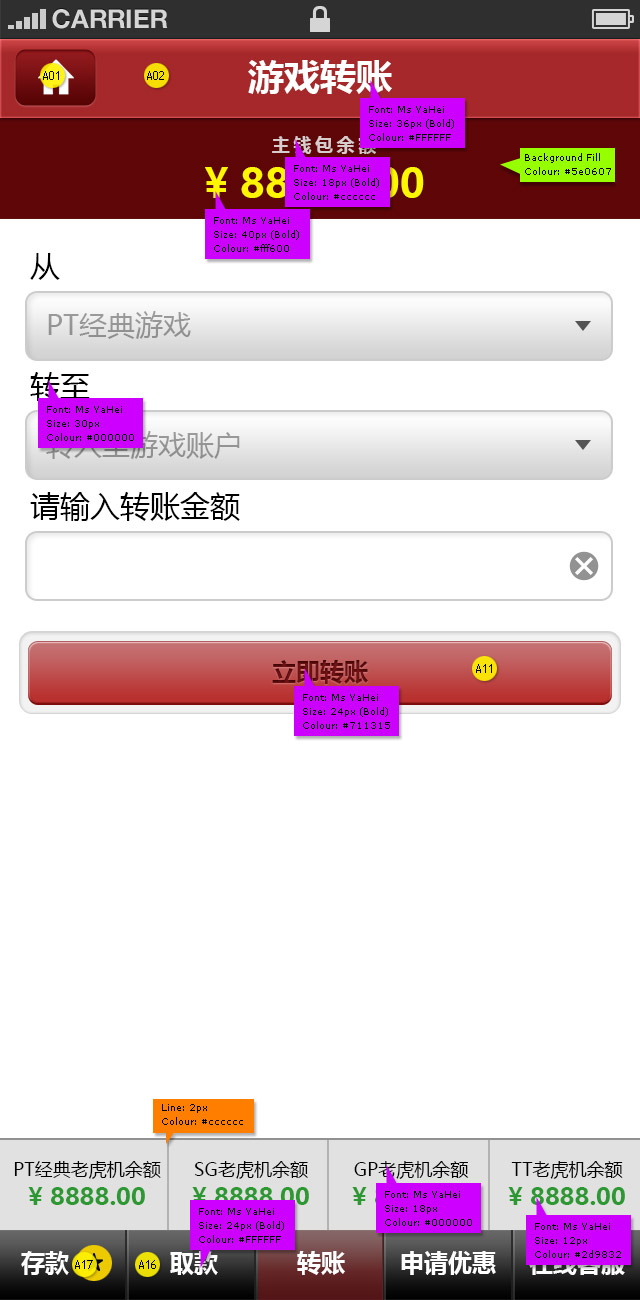 CARRIER
A01
A02
游戏转账
Font: Ms YaHei
Size: 36px (Bold)
Colour: #FFFFFF
主钱包余额
Background Fill
Colour: #5e0607
Font: Ms YaHei
Size: 18px (Bold)
Colour: #cccccc
¥ 88 00
Font: Ms YaHei
Size: 40px (Bold)
Colour: #fff600
从
PT经典游戏
转至
Font: Ms YaHei
Size: 30px
Colour: #000000
转入至游戏账户
请输入转账金额
立即转账
A11
Font: Ms YaHei
Size: 24px (Bold)
Colour: #711315
Line: 2px
Colour: #cccccc
PT经典老虎机余额
SG老虎机余额
GP老虎机余额
TT老虎机余额
¥ 8888.00
¥ 8888.00
¥
¥ 8888.00
Font: Ms YaHei
Size: 18px
Colour: #000000
Font: Ms YaHei
Size: 24px (Bold)
Colour: #FFFFFF
Font: Ms YaHei
Size: 12px
Colour: #2d9832
存款
A17
A16
取款
转账
申请优惠
在线客服